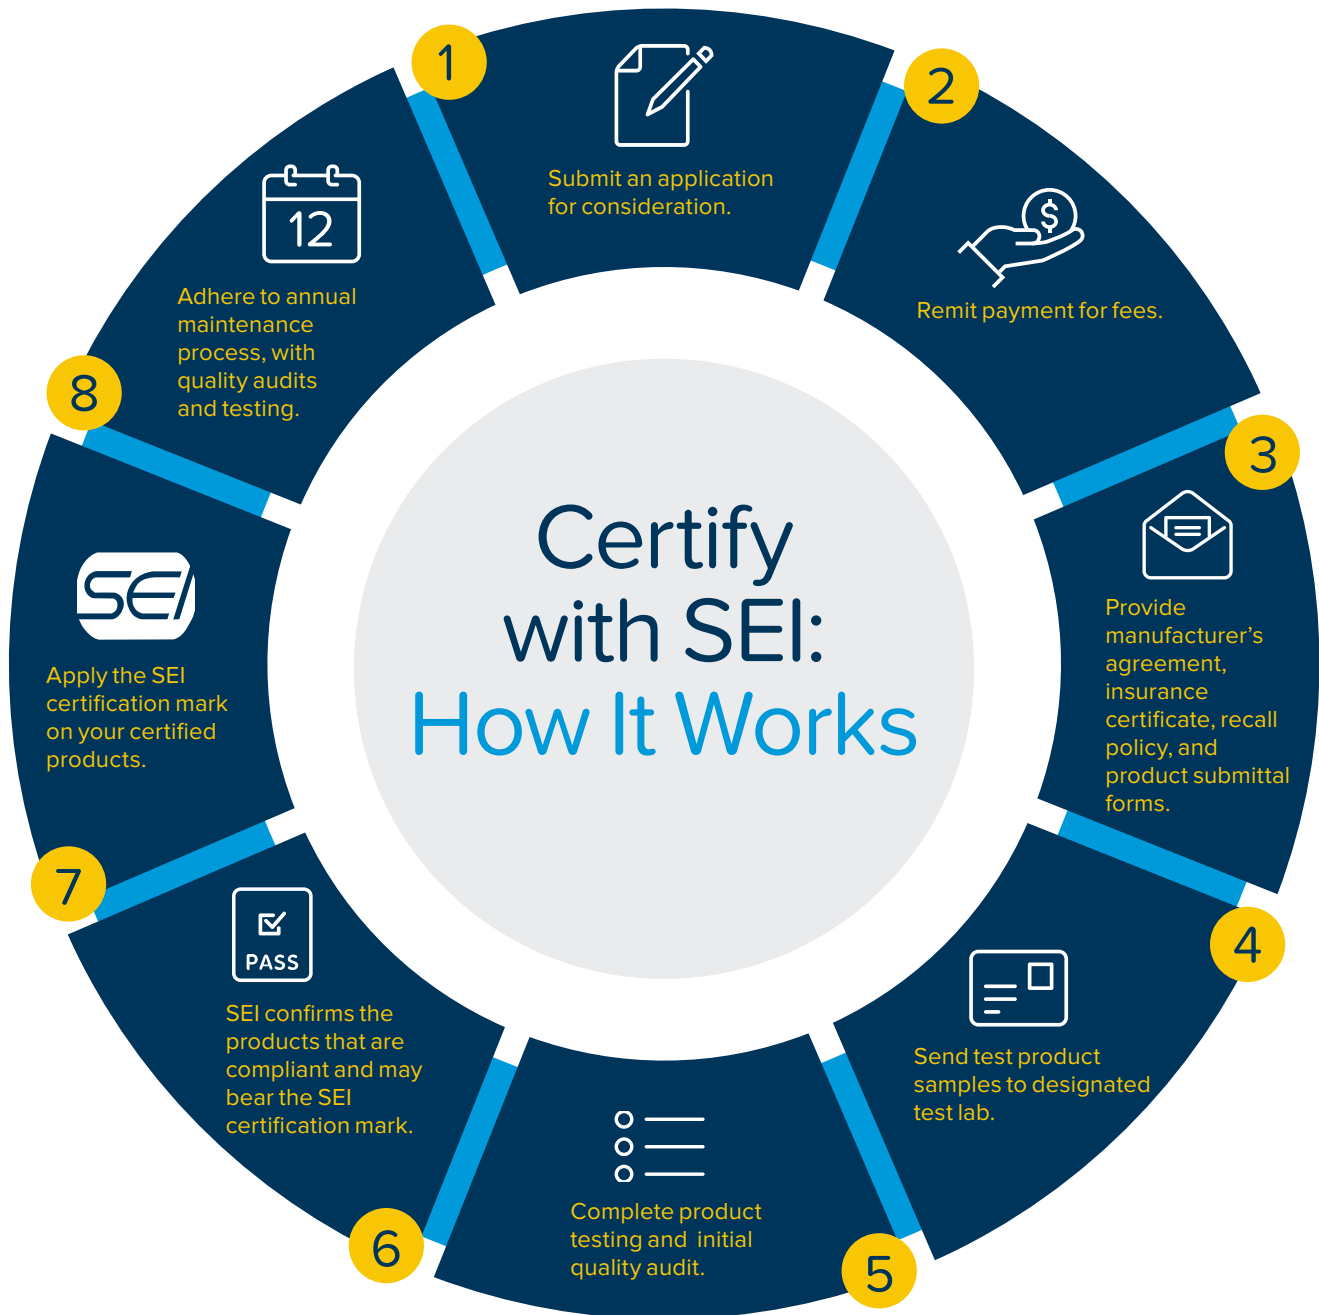 Certify
with SEI:
How It Works
1
Submit an application
for consideration.
2
$
Remit payment for fees.
3
Provide
manufacturer’s
agreement,
insurance
certificate, recall
policy, and
product submittal
forms.
4
Send test product
samples to designated
test lab.
5
Complete product
testing and initial
quality audit.
6
PASS
SEI confirms the
products that are
compliant and may
bear the SEI
certification mark.
7
SEI
Apply the SEI
certification mark
on your certified
products.
8
12
Adhere to annual
maintenance
process, with
quality audits
and testing.